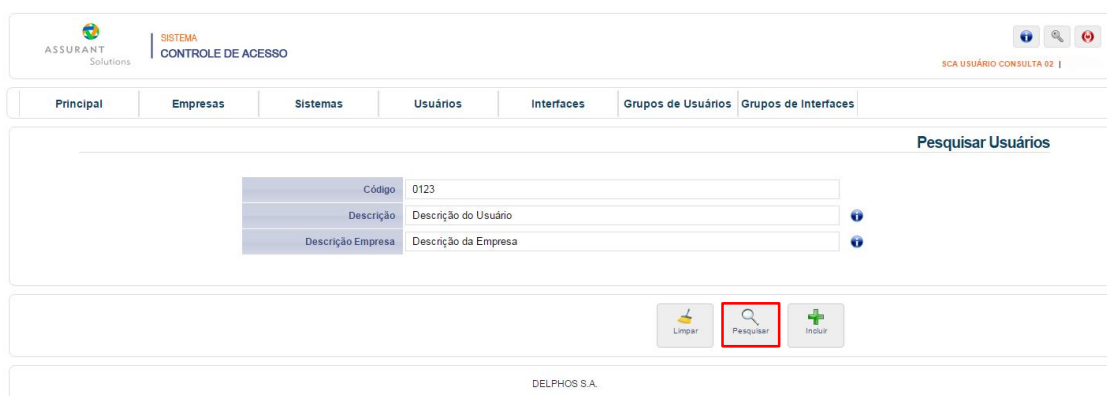 ASSURANT
Solutions
SISTEMA
CONTROLE DE ACESSO
SCA USUÁRIO CONSULTA 02 |
Principal Empresas Sistemas Usuários Interfaces Grupos de Usuários Grupos de Interfaces
Pesquisar Usuários
Código 0123
Descrição Descrição do Usuário
Descrição Empresa Descrição da Empresa
Limpar Pesquisar Incluir
DELPHOS S.A.